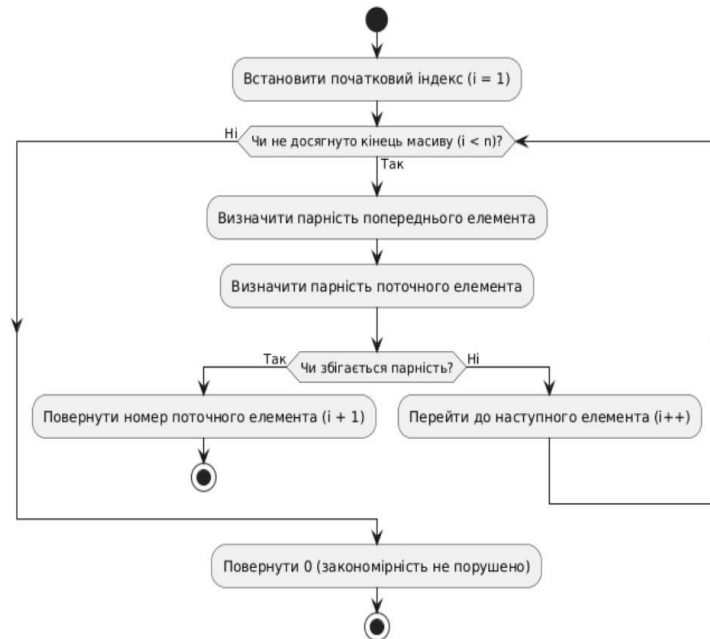 Встановити початковий індекс (i = 1)
Ні
Чи не досягнуто кінець масиву (i < n)?
Так
Визначити парність попереднього елемента
Визначити парність поточного елемента
Так
Чи збігається парність?
Ні
Повернути номер поточного елемента (i + 1)
Перейти до наступного елемента (i++)
Повернути 0 (закономірність не порушено)